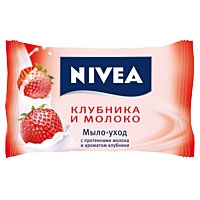 NIVEA
КЛУБНИКА
И МОЛОКО
Мыло-уход
с протеинами молока
и ароматом клубники